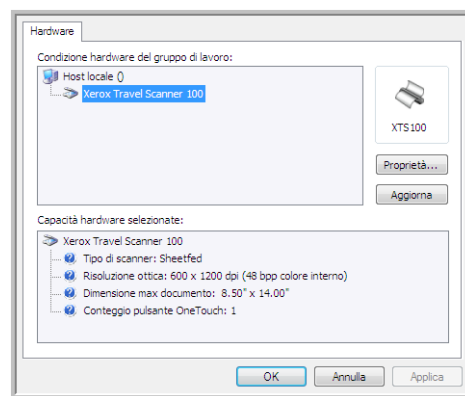 Hardware
Condizione hardware del gruppo di lavoro:
Host locale ()
Xerox Travel Scanner 100
XTS100
Proprietà...
Aggiorna
Capacità hardware selezionate:
Xerox Travel Scanner 100
Tipo di scanner: Sheetfed
Risoluzione ottica: 600 x 1200 dpi (48 bpp colore interno)
Dimensione max documento: 8.50" x 14.00"
Conteggio pulsante OneTouch: 1
OK
Annulla
Applica